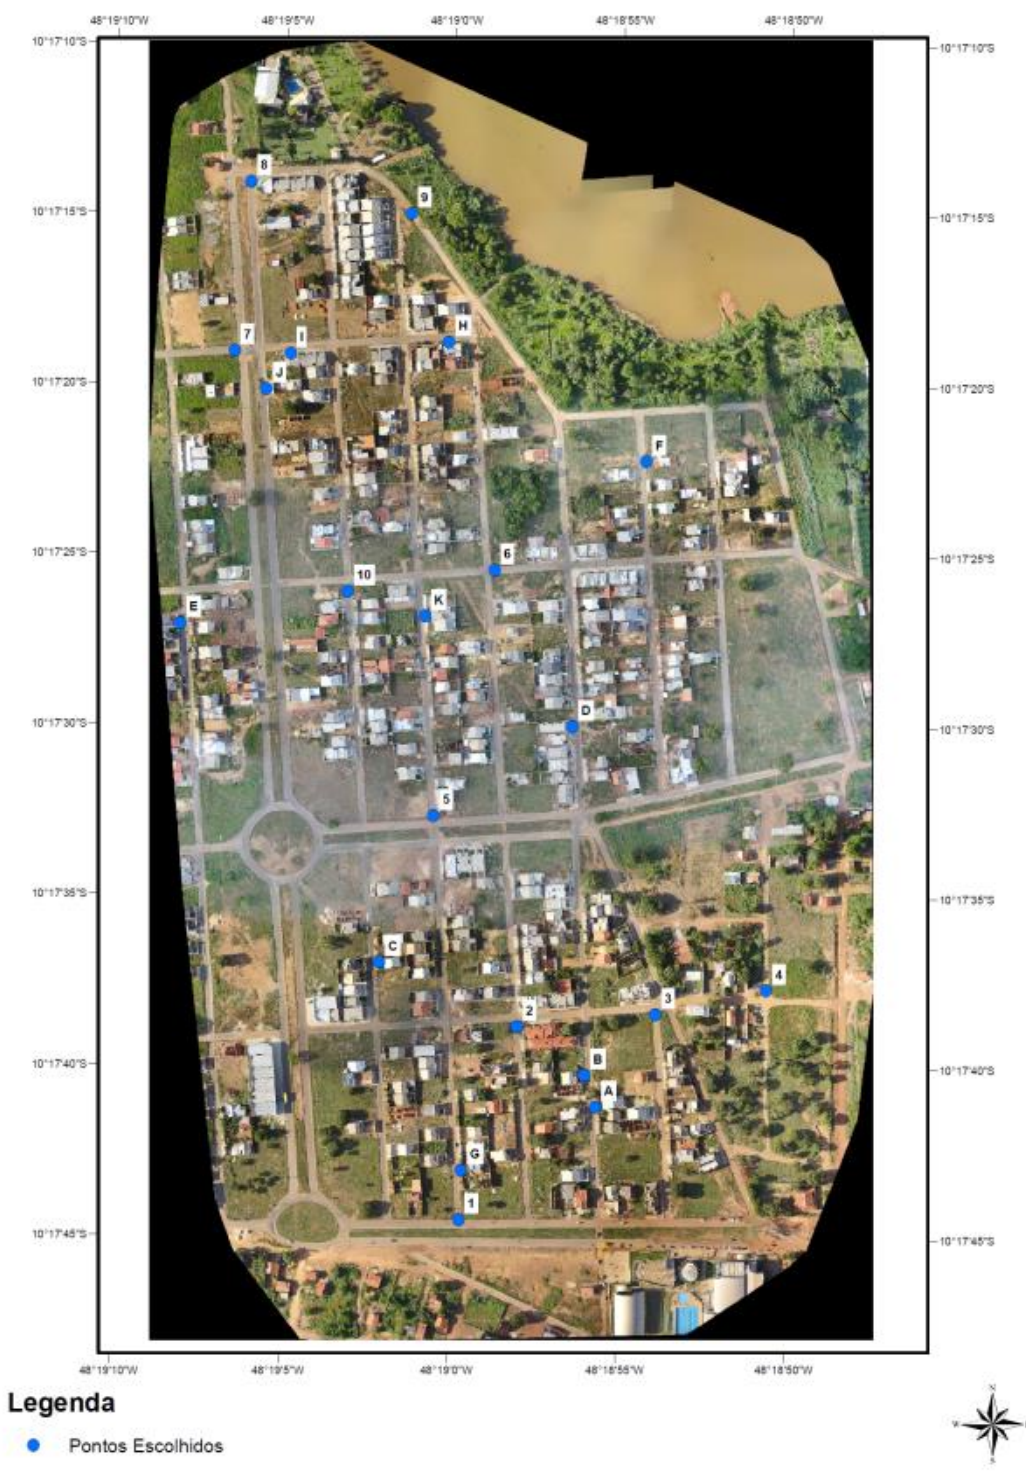 48°19'10"W 48°19'5"W 48°19'0"W 48°18'55"W 48°18'50"W
10°17'10"S 10°17'10"S
8
9
10°17'15"S 10°17'15"S
H
7 I
J
10°17'20"S 10°17'20"S
F
10°17'25"S 6 10°17'25"S
10
K
E
10°17'30"S D 10°17'30"S
5
10°17'35"S 10°17'35"S
C
4
3
2
10°17'40"S B 10°17'40"S
A
G
1
10°17'45"S 10°17'45"S
48°19'10"W 48°19'5"W 48°19'0"W 48°18'55"W 48°18'50"W
Legenda
N
W
S
Pontos Escolhidos